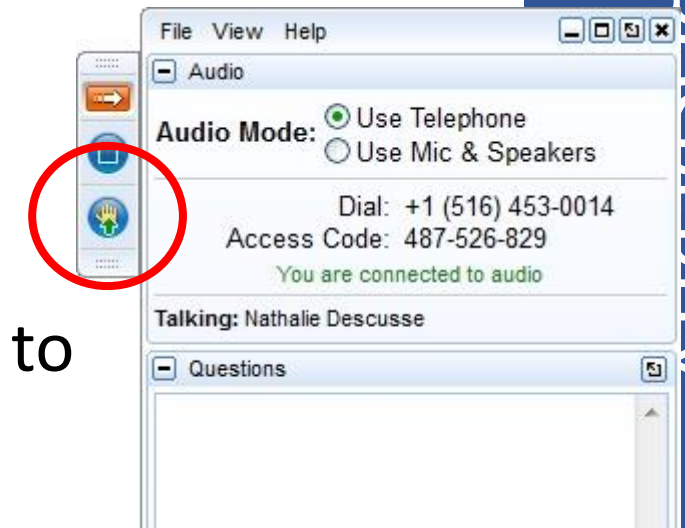 File View Help
Audio
Audio Mode: Use Telephone
Use Mic & Speakers
Dial: +1 (516) 453-0014
Access Code: 487-526-829
You are connected to audio
Talking: Nathalie Descusse
to
Questions